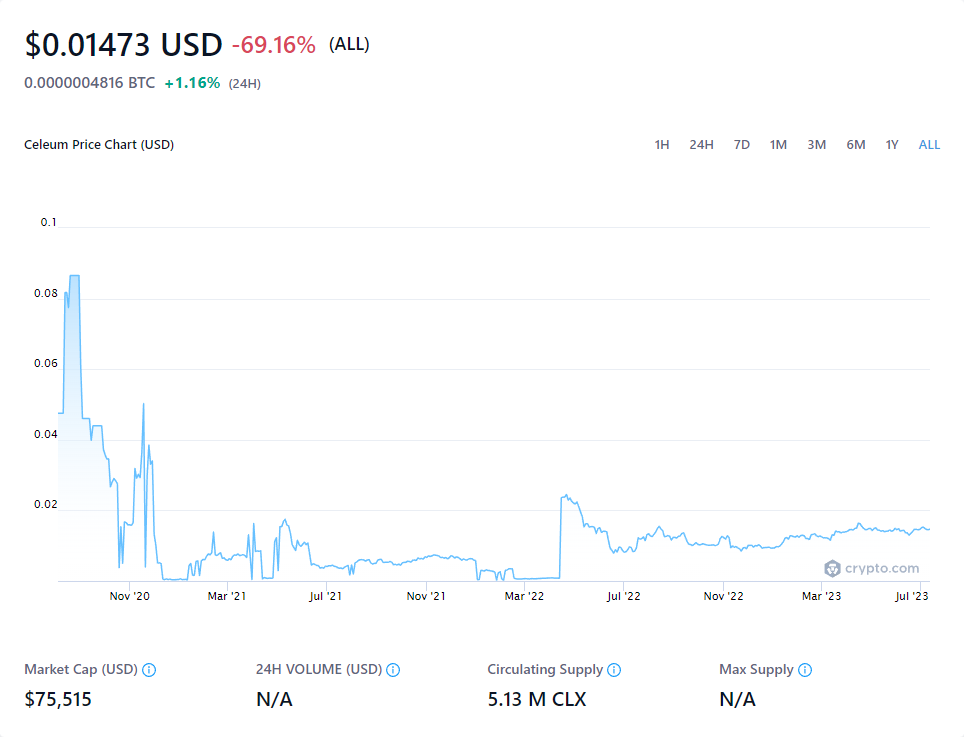 $0.01473 USD -69.16% (ALL)
0.0000004816 BTC +1.16% (24H)
Celeum Price Chart (USD) 1H 24H 7D 1M 3M 6M 1Y ALL
0.1
0.08
0.06
0.04
0.02
crypto.com
Nov '20 Mar '21 Jul '21 Nov '21 Mar '22 Jul '22 Nov '22 Mar '23 Jul '23
Market Cap (USD) 24H VOLUME (USD) Circulating Supply Max Supply
$75,515 N/A 5.13 M CLX N/A